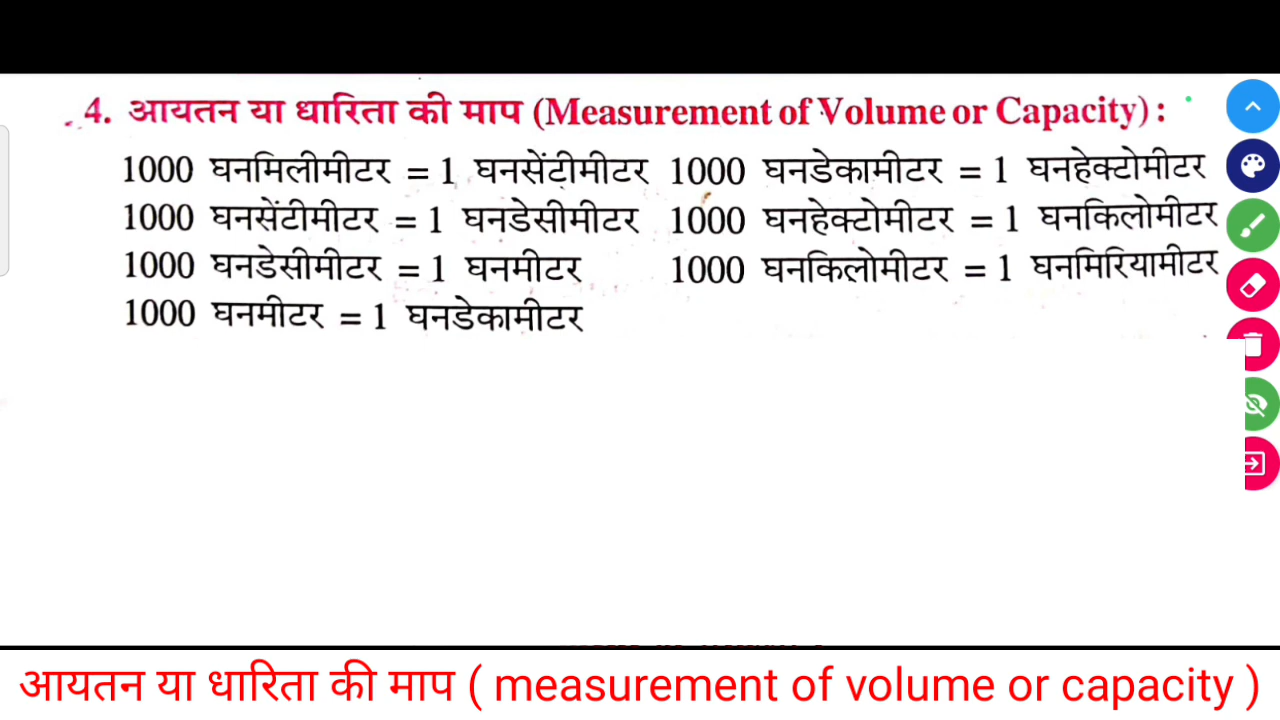 4. आयतन या धारिता की माप (Measurement of Volume or Capacity) :
1000 घनमिलीमीटर = 1 घनसेंटीमीटर 1000 घनडेकामीटर = 1 घनहेक्टोमीटर
1000 घनसेंटीमीटर = 1 घनडेसीमीटर 1000 घनहेक्टोमीटर = 1 घनकिलोमीटर
1000 घनडेसीमीटर = 1 घनमीटर 1000 घनकिलोमीटर = 1 घनमिरियामीटर
1000 घनमीटर = 1 घनडेकामीटर
आयतन या धारिता की माप ( measurement of volume or capacity )